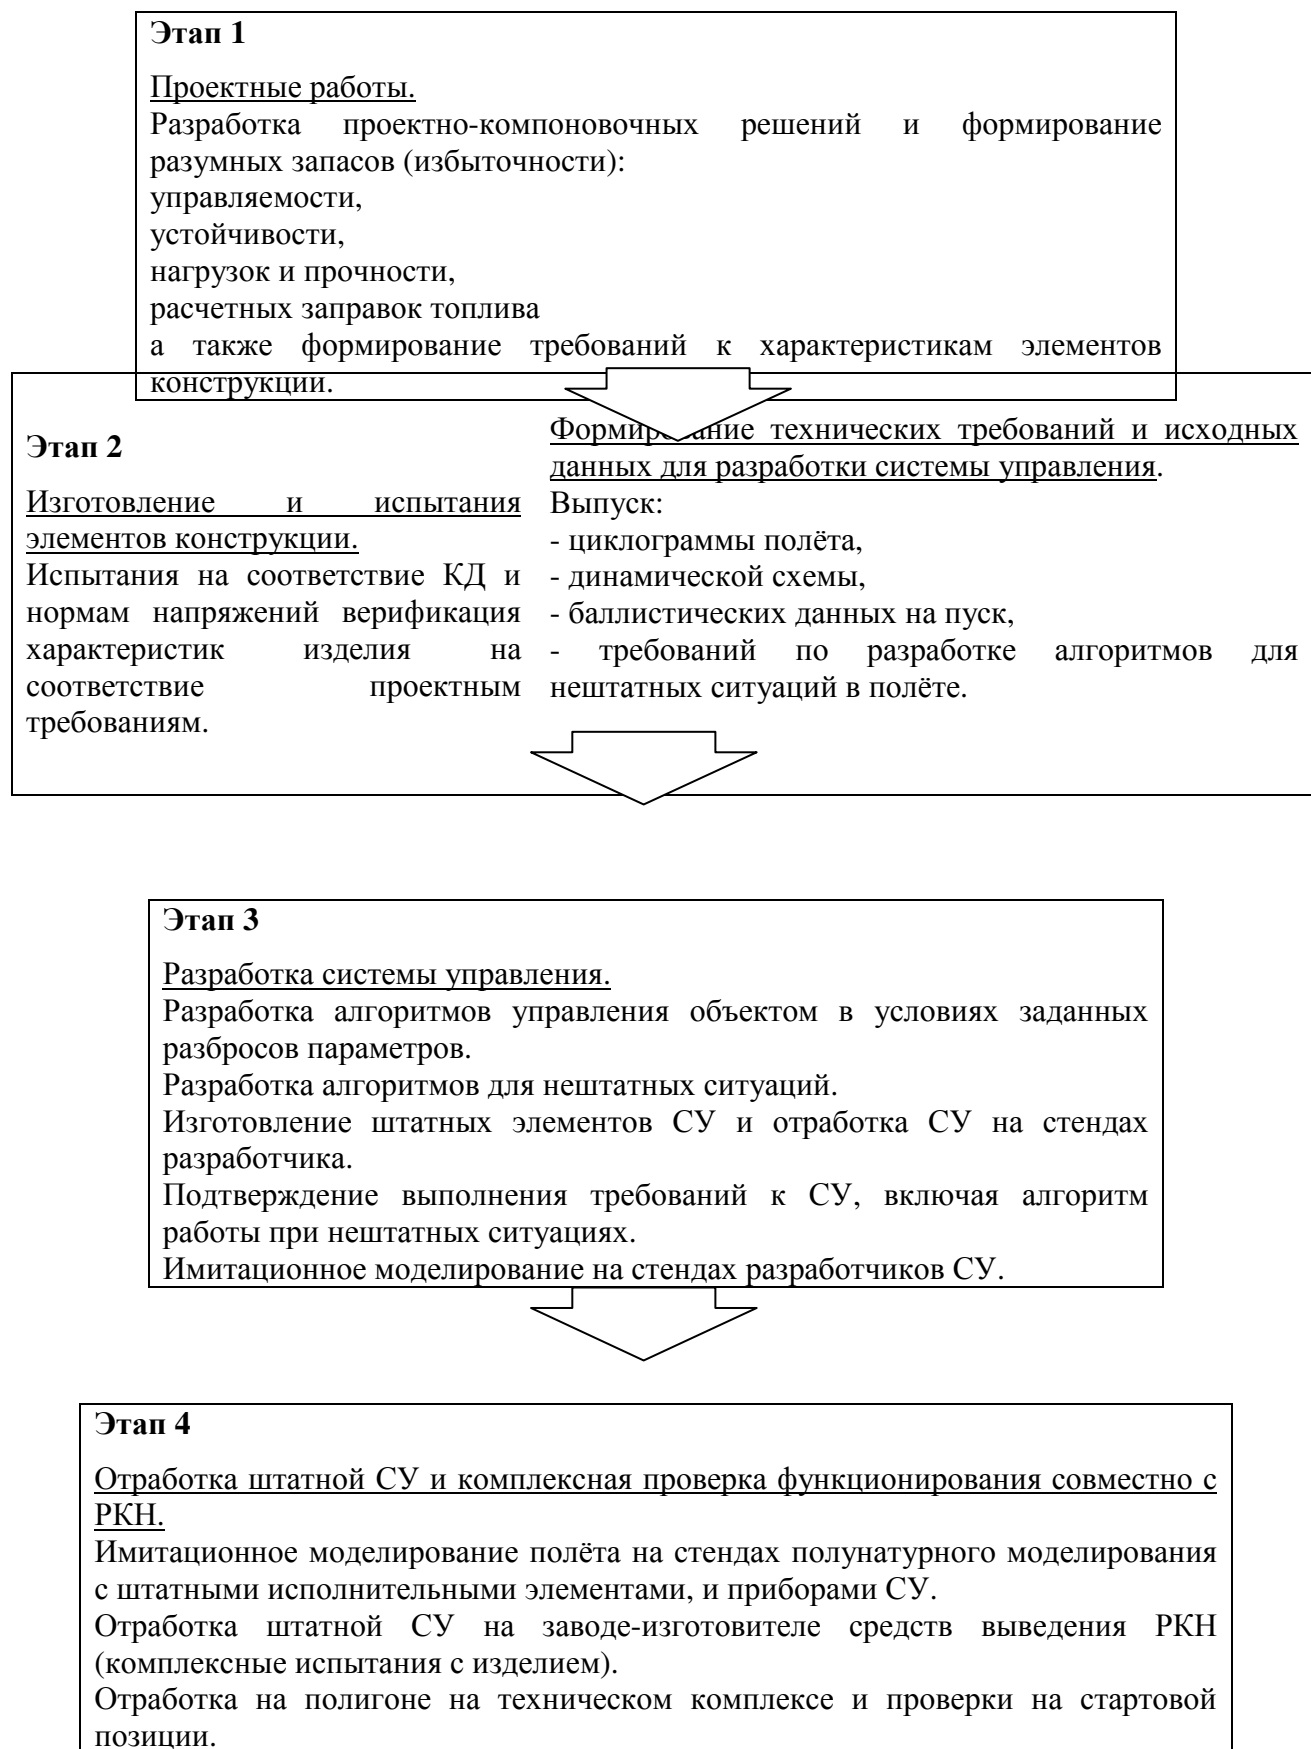 Этап 1
Проектные работы.
Разработка проектно-компоновочных решений и формирование
разумных запасов (избыточности):
управляемости,
устойчивости,
нагрузок и прочности,
расчетных заправок топлива
а также формирование требований к характеристикам элементов
конструкции.
Этап 2
Изготовление и испытания
элементов конструкции.
Испытания на соответствие КД и
нормам напряжений верификация
характеристик изделия на
соответствие проектным
требованиям.
Формирование технических требований и исходных
данных для разработки системы управления.
Выпуск:
- циклограммы полёта,
- динамической схемы,
- баллистических данных на пуск,
- требований по разработке алгоритмов для
нештатных ситуаций в полёте.
Этап 3
Разработка системы управления.
Разработка алгоритмов управления объектом в условиях заданных
разбросов параметров.
Разработка алгоритмов для нештатных ситуаций.
Изготовление штатных элементов СУ и отработка СУ на стендах
разработчика.
Подтверждение выполнения требований к СУ, включая алгоритм
работы при нештатных ситуациях.
Имитационное моделирование на стендах разработчиков СУ.
Этап 4
Отработка штатной СУ и комплексная проверка функционирования совместно с
РКН.
Имитационное моделирование полёта на стендах полунатурного моделирования
с штатными исполнительными элементами, и приборами СУ.
Отработка штатной СУ на заводе-изготовителе средств выведения РКН
(комплексные испытания с изделием).
Отработка на полигоне на техническом комплексе и проверки на стартовой
позиции.